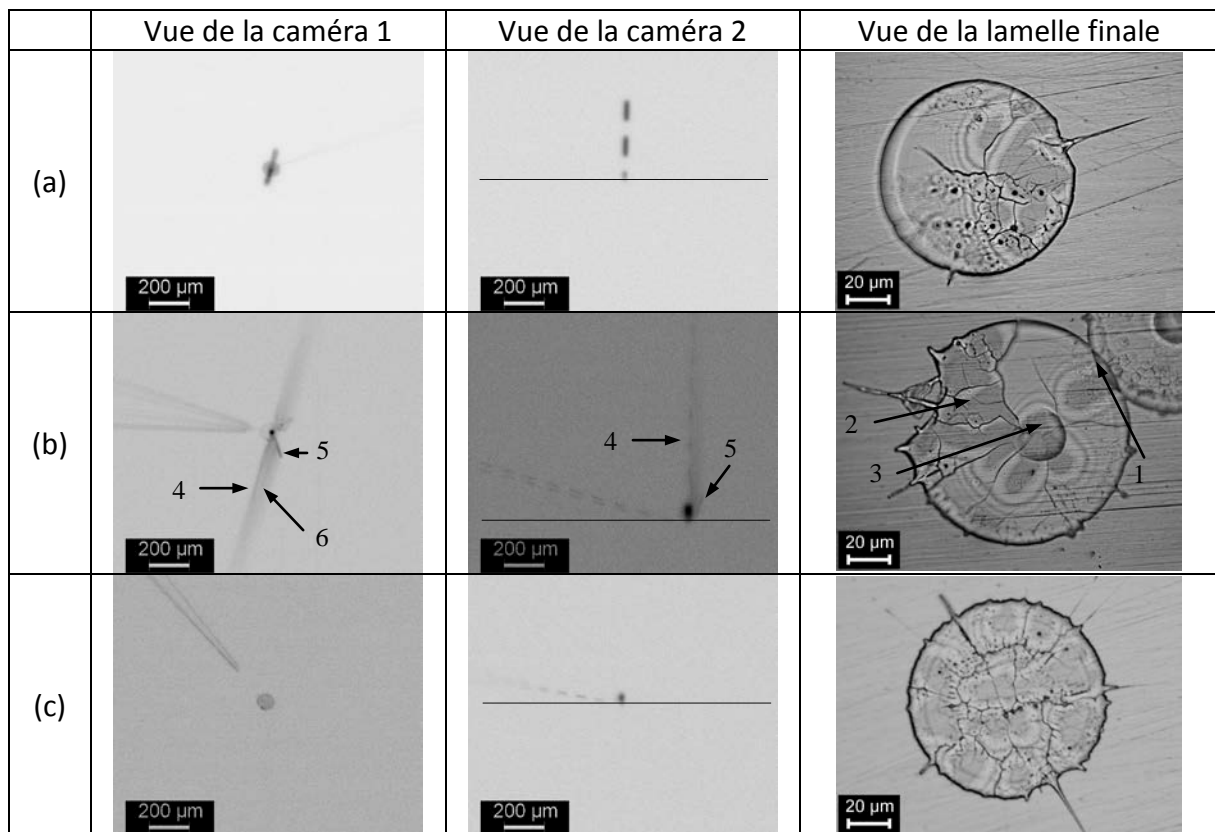 Vue de la caméra 1
Vue de la caméra 2
Vue de la lamelle finale
(a)
200 µm
200 µm
20 µm
(b)
4
5
6
200 µm
4
5
200 µm
2
3
1
20 µm
(c)
200 µm
200 µm
20 µm